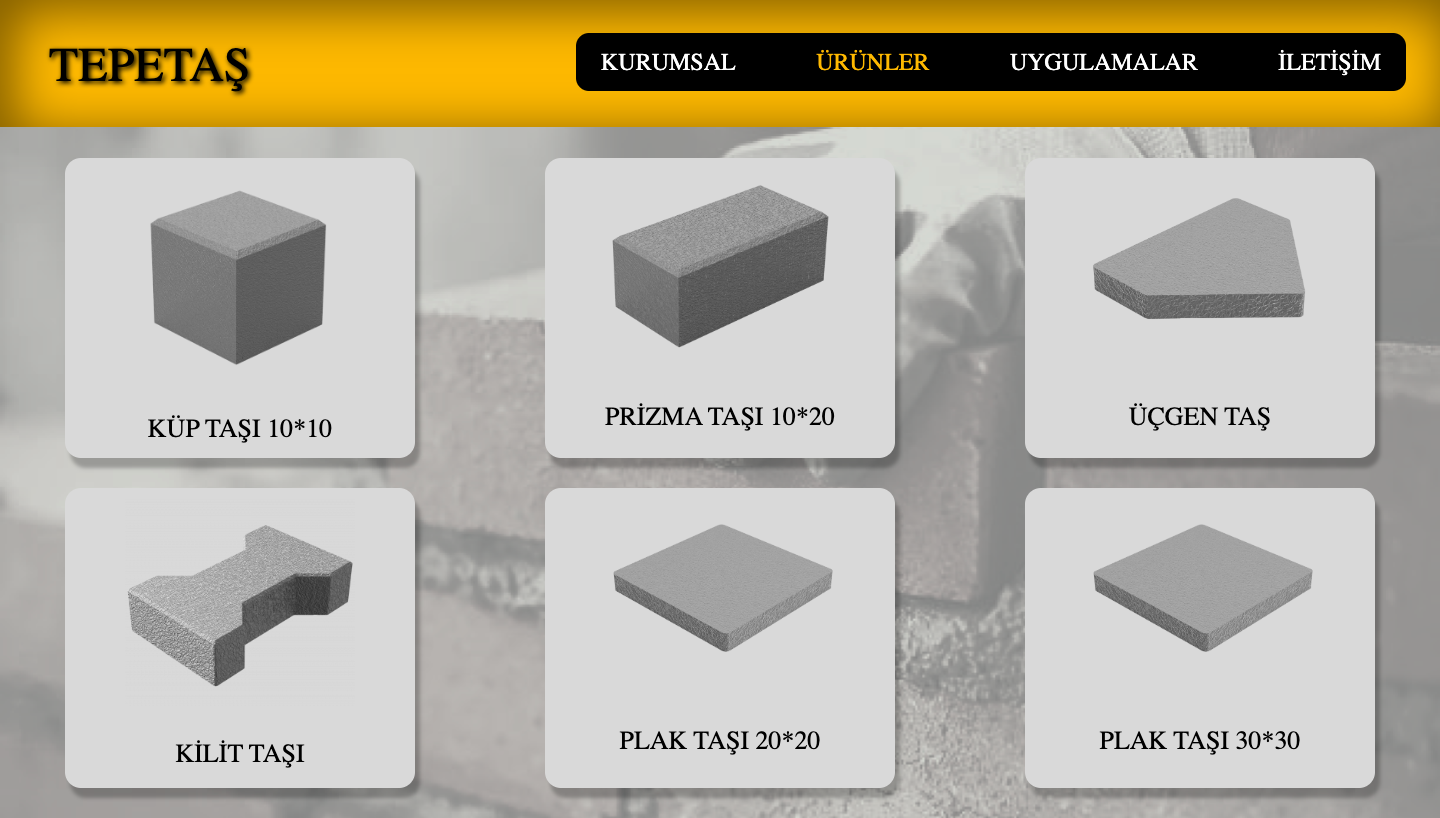 TEPETAŞ
KURUMSAL ÜRÜNLER UYGULAMALAR İLETİŞİM
KÜP TAŞI 10*10
PRİZMA TAŞI 10*20
ÜÇGEN TAŞ
KİLİT TAŞI
PLAK TAŞI 20*20
PLAK TAŞI 30*30